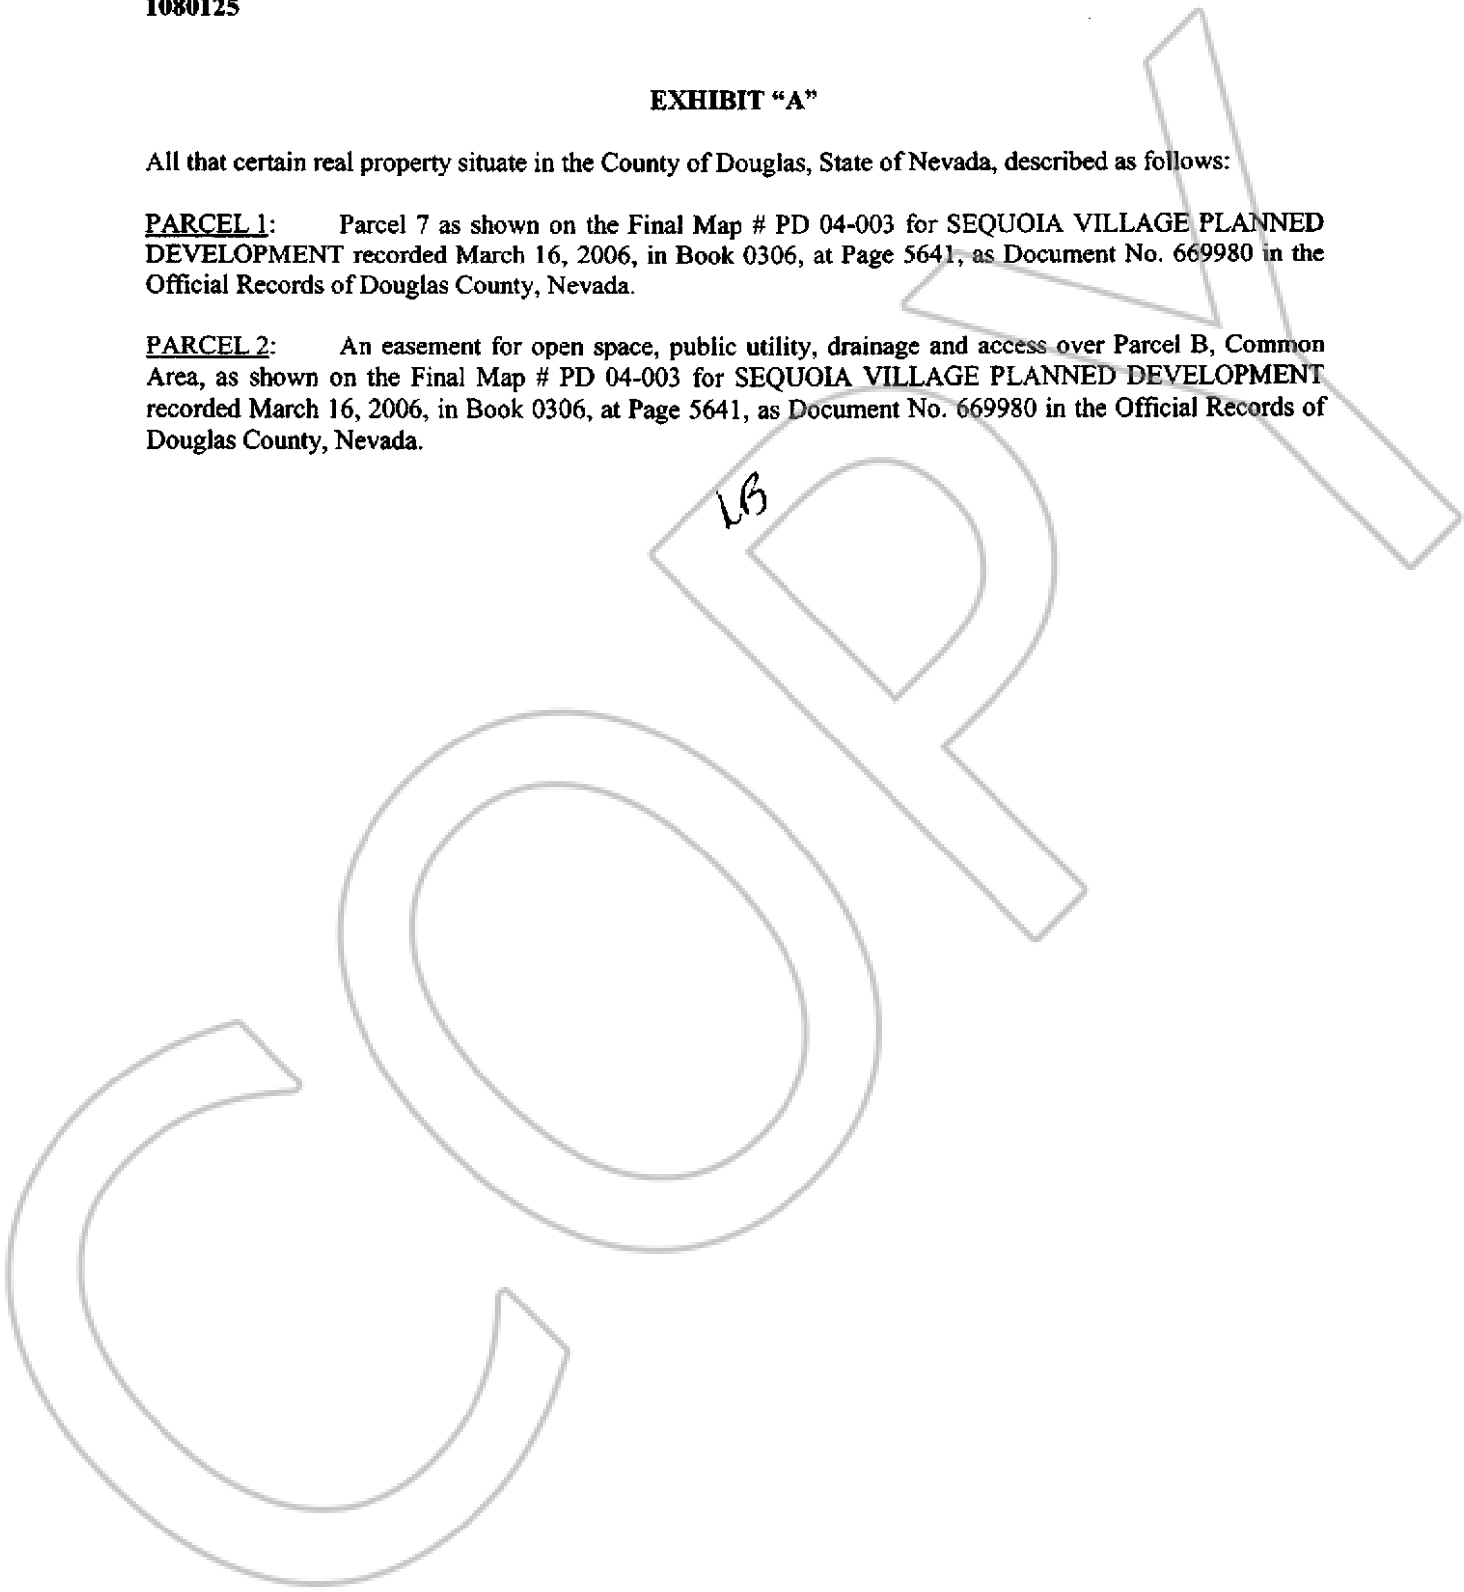 1080125
EXHIBIT “A”
All that certain real property situate in the County of Douglas, State of Nevada, described as follows:
PARCEL 1: Parcel 7 as shown on the Final Map # PD 04-003 for SEQUOIA VILLAGE PLANNED
DEVELOPMENT recorded March 16, 2006, in Book 0306, at Page 5641, as Document No. 669980 in the
Official Records of Douglas County, Nevada.
PARCEL 2: An easement for open space, public utility, drainage and access over Parcel B, Common
Area, as shown on the Final Map # PD 04-003 for SEQUOIA VILLAGE PLANNED DEVELOPMENT
recorded March 16, 2006, in Book 0306, at Page 5641, as Document No. 669980 in the Official Records of
Douglas County, Nevada.
LB
COPY